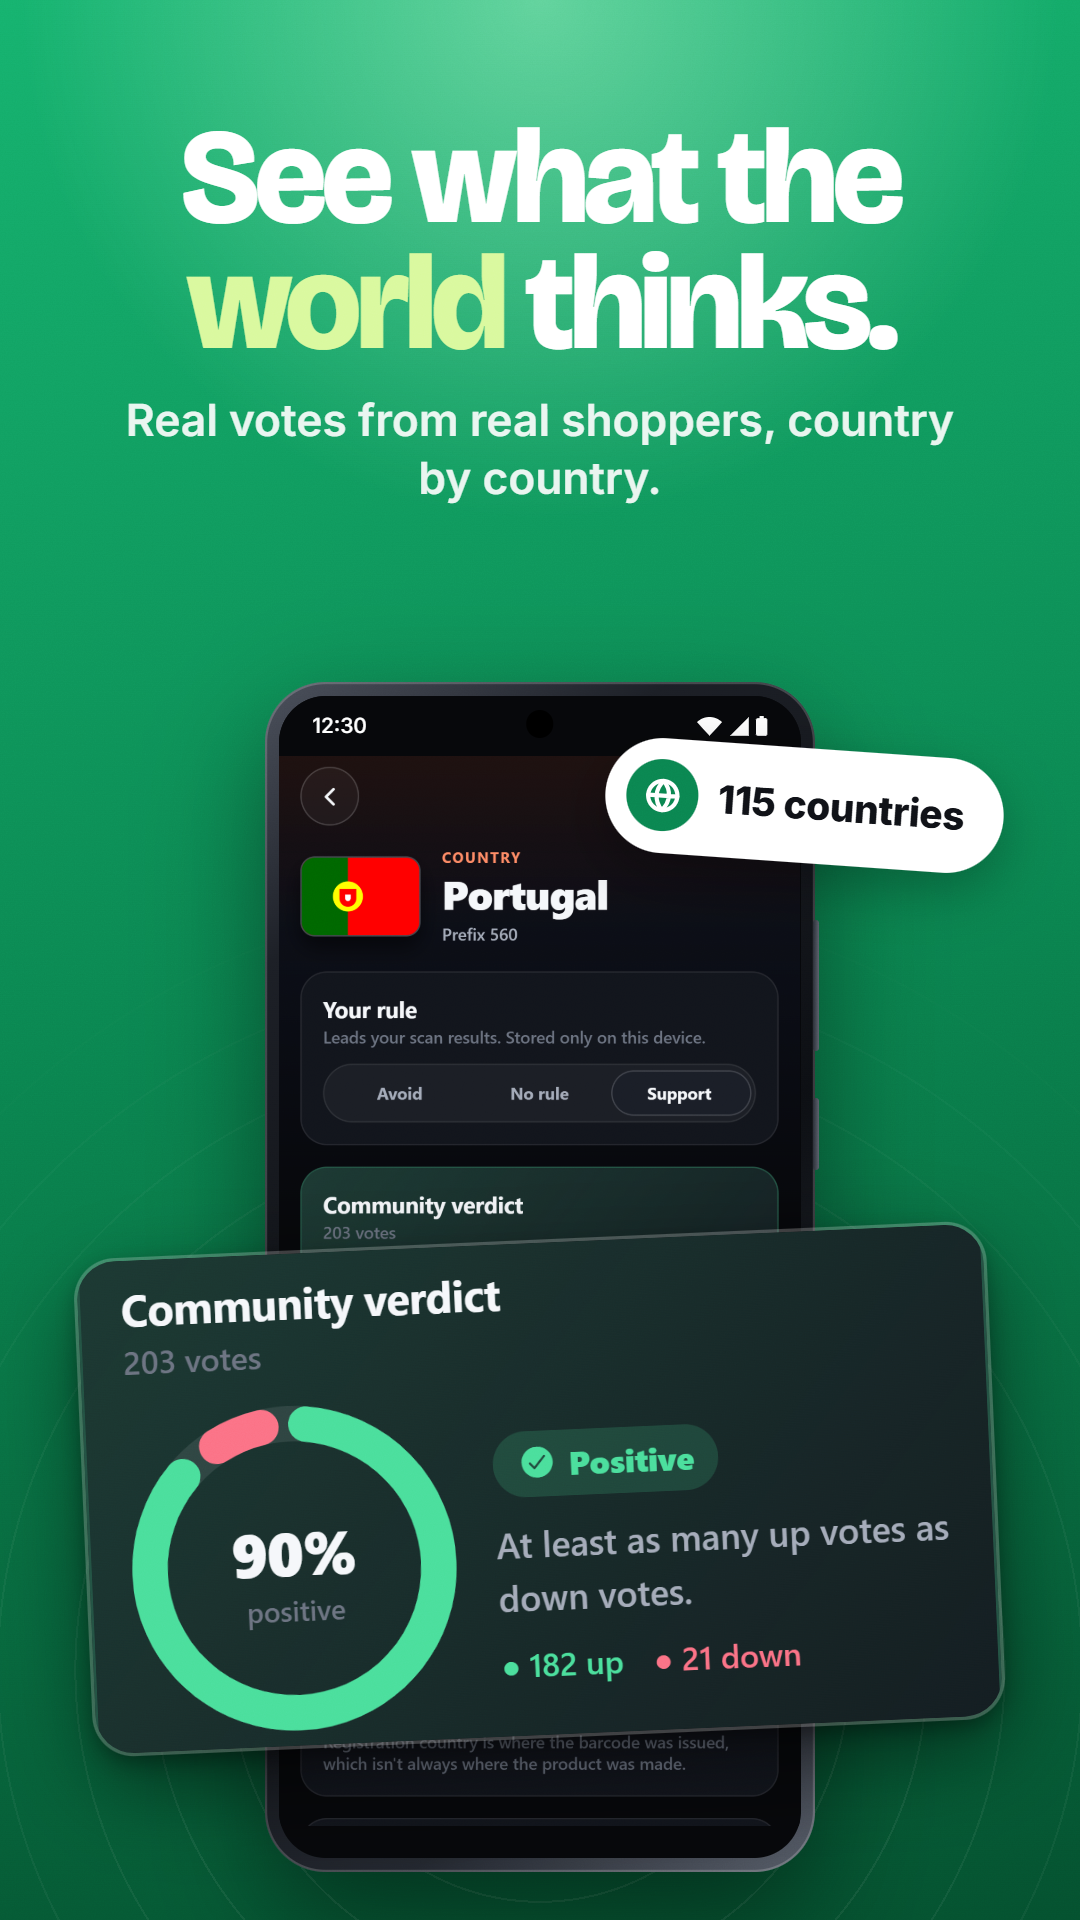 See what the
world thinks.
Real votes from real shoppers, country
by country.
12:30
115 countries
COUNTRY
Portugal
Prefix 560
Your rule
Leads your scan results. Stored only on this device.
Avoid No rule Support
Community verdict
203 votes
Community verdict
203 votes
90%
positive
Positive
At least as many up votes as
down votes.
182 up 21 down
Registration country is where the barcode was issued,
which isn't always where the product was made.